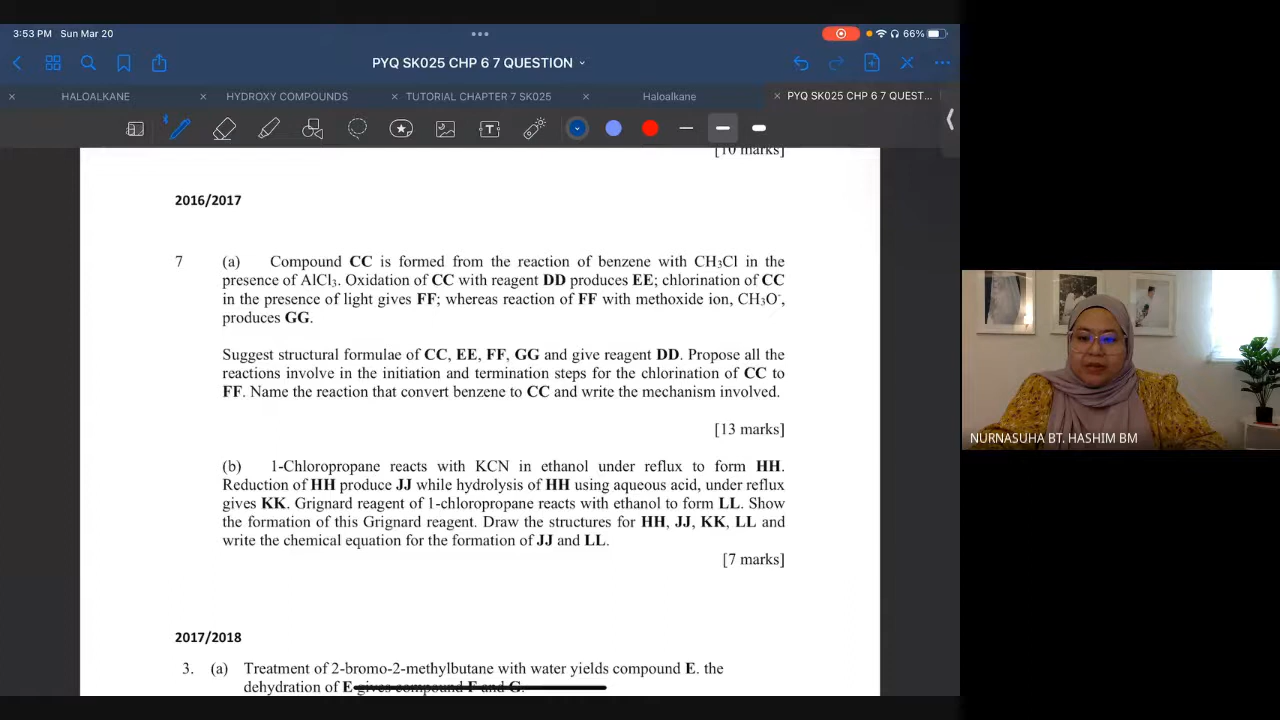 3:53 PM Sun Mar 20
66%
PYQ SK025 CHP 6 7 QUESTION
HALOALKANE
HYDROXY COMPOUNDS
TUTORIAL CHAPTER 7 SK025
Haloalkane
PYQ SK025 CHP 6 7 QUEST...
[10 marks]
2016/2017
7 (a) Compound CC is formed from the reaction of benzene with CH₃Cl in the
presence of AlCl₃. Oxidation of CC with reagent DD produces EE; chlorination of CC
in the presence of light gives FF; whereas reaction of FF with methoxide ion, CH₃O⁻,
produces GG.
Suggest structural formulae of CC, EE, FF, GG and give reagent DD. Propose all the
reactions involve in the initiation and termination steps for the chlorination of CC to
FF. Name the reaction that convert benzene to CC and write the mechanism involved.
[13 marks]
(b) 1-Chloropropane reacts with KCN in ethanol under reflux to form HH.
Reduction of HH produce JJ while hydrolysis of HH using aqueous acid, under reflux
gives KK. Grignard reagent of 1-chloropropane reacts with ethanol to form LL. Show
the formation of this Grignard reagent. Draw the structures for HH, JJ, KK, LL and
write the chemical equation for the formation of JJ and LL.
[7 marks]
2017/2018
3. (a) Treatment of 2-bromo-2-methylbutane with water yields compound E. the
dehydration of E gives compound F and G.
NURNASUHA BT. HASHIM BM